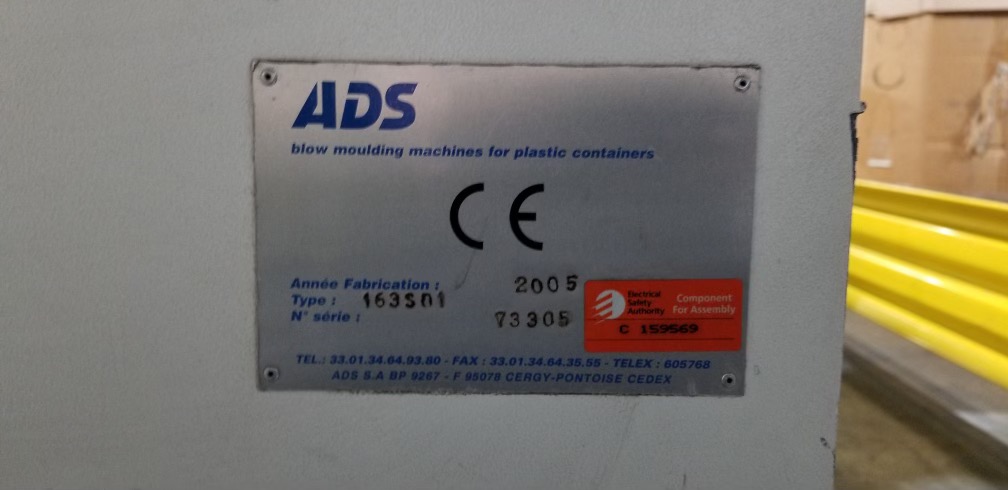 ADS
blow moulding machines for plastic containers
CE
Année Fabrication : 2005
Type : 163S01
N° série : 73305
Electrical
Safety
Authority
Component
For Assembly
C 159569
TEL.: 33.01.34.64.93.80 - FAX : 33.01.34.64.35.55 - TELEX : 605768
ADS S.A BP 9267 - F 95078 CERGY-PONTOISE CEDEX